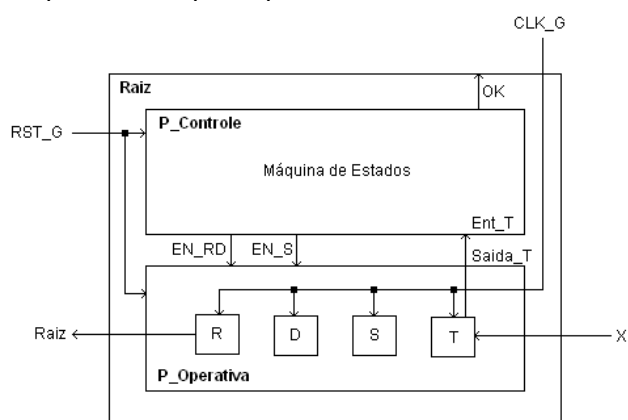 CLK_G
Raiz
OK
RST_G
P_Controle
Máquina de Estados
Ent_T
EN_RD EN_S
Saida_T
Raiz
R
D
S
T
X
P_Operativa